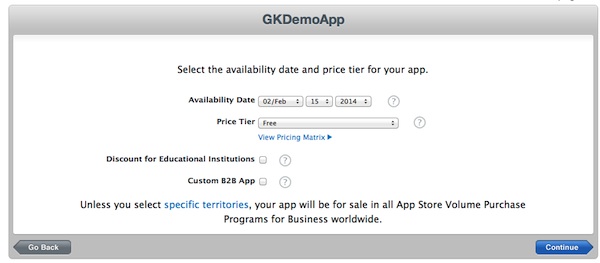 GKDemoApp
Select the availability date and price tier for your app.
Availability Date 02/Feb 15 2014 ?
Price Tier Free ?
View Pricing Matrix ▶
Discount for Educational Institutions ?
Custom B2B App ?
Unless you select specific territories, your app will be for sale in all App Store Volume Purchase
Programs for Business worldwide.
Go Back Continue